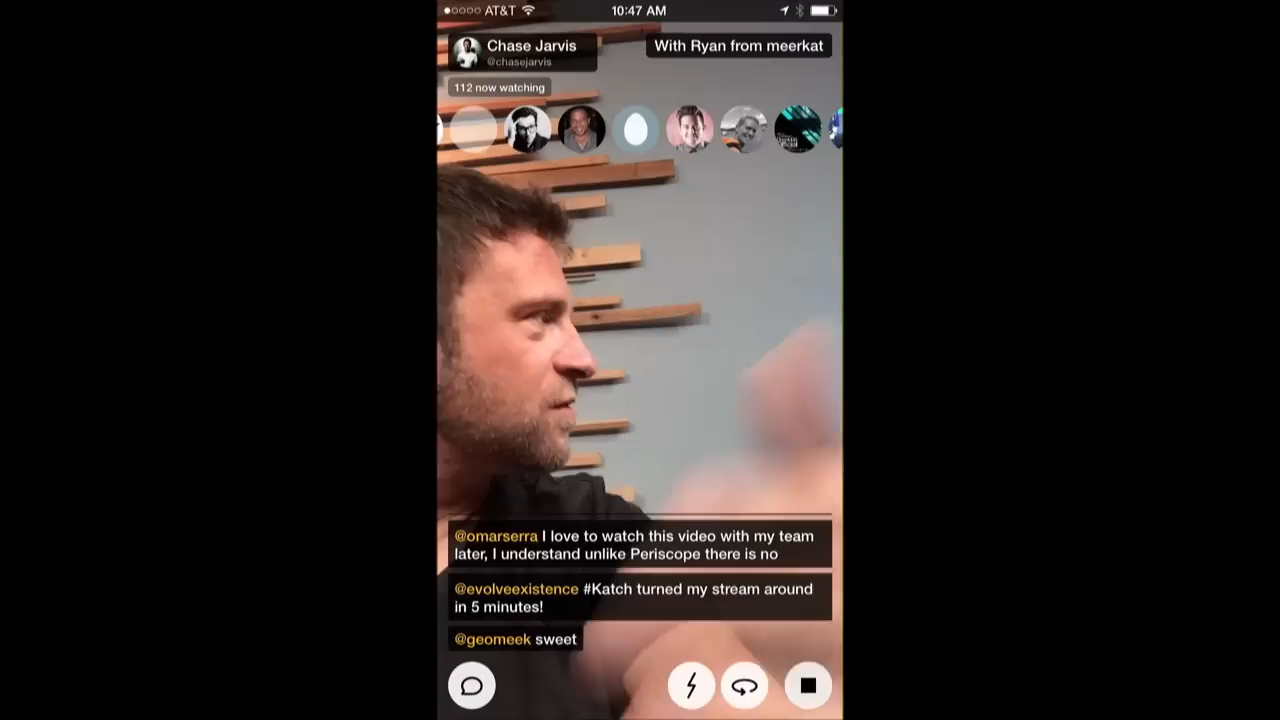 AT&T
10:47 AM
Chase Jarvis
@chasejarvis
With Ryan from meerkat
112 now watching
@omarserra I love to watch this video with my team
later, I understand unlike Periscope there is no
@evolveexistence #Katch turned my stream around
in 5 minutes!
@geomeek sweet